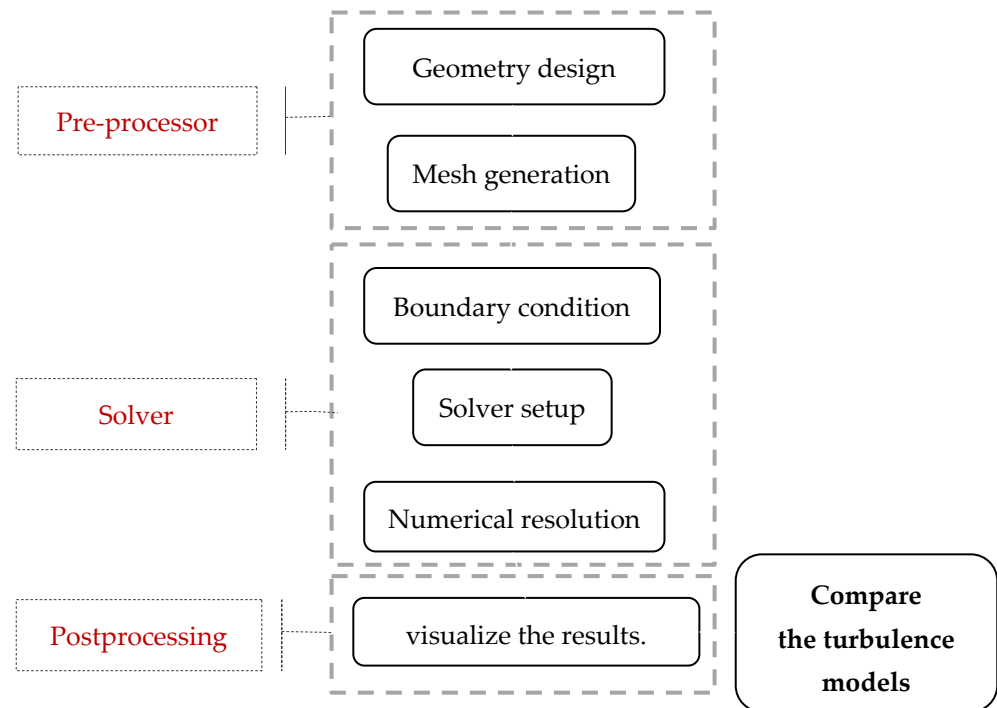 Geometry design
Pre-processor
Mesh generation
Boundary condition
Solver
Solver setup
Numerical resolution
Postprocessing
visualize the results.
Compare
the turbulence
models